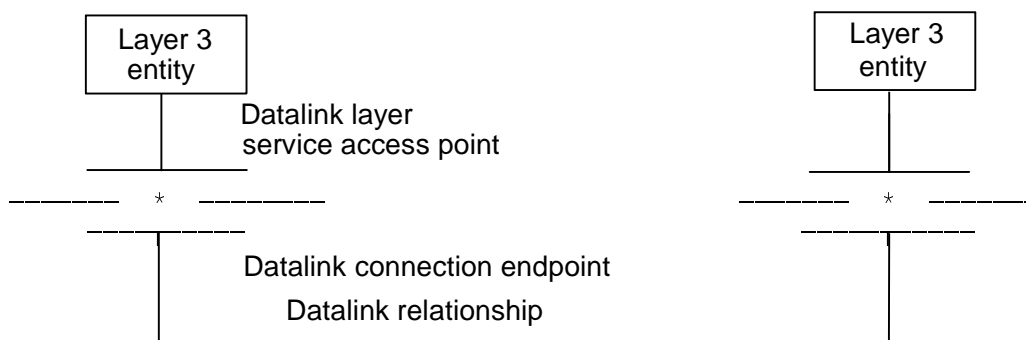 Layer 3
entity
Layer 3
entity
Datalink layer
service access point
*
*
Datalink connection endpoint
Datalink relationship